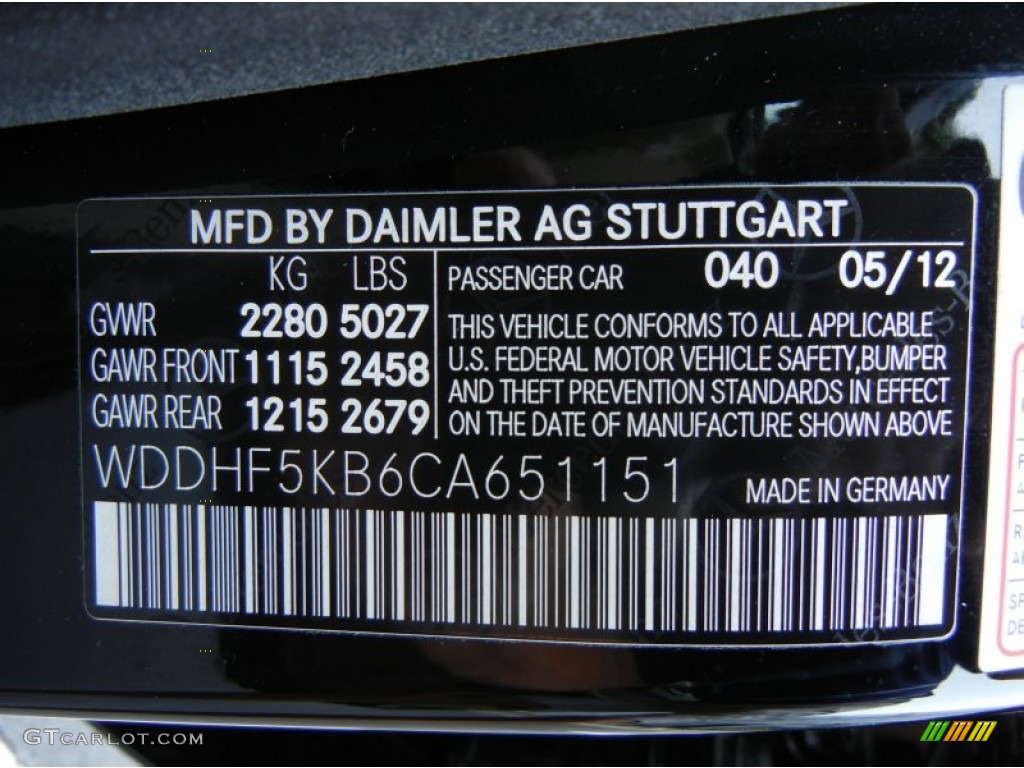 MFD BY DAIMLER AG STUTTGART
KG LBS
GVWR 2280 5027
GAWR FRONT 1115 2458
GAWR REAR 1215 2679
PASSENGER CAR 040 05/12
THIS VEHICLE CONFORMS TO ALL APPLICABLE
U.S. FEDERAL MOTOR VEHICLE SAFETY,BUMPER
AND THEFT PREVENTION STANDARDS IN EFFECT
ON THE DATE OF MANUFACTURE SHOWN ABOVE
WDDHF5KB6CA651151
MADE IN GERMANY
GTCARLOT.COM